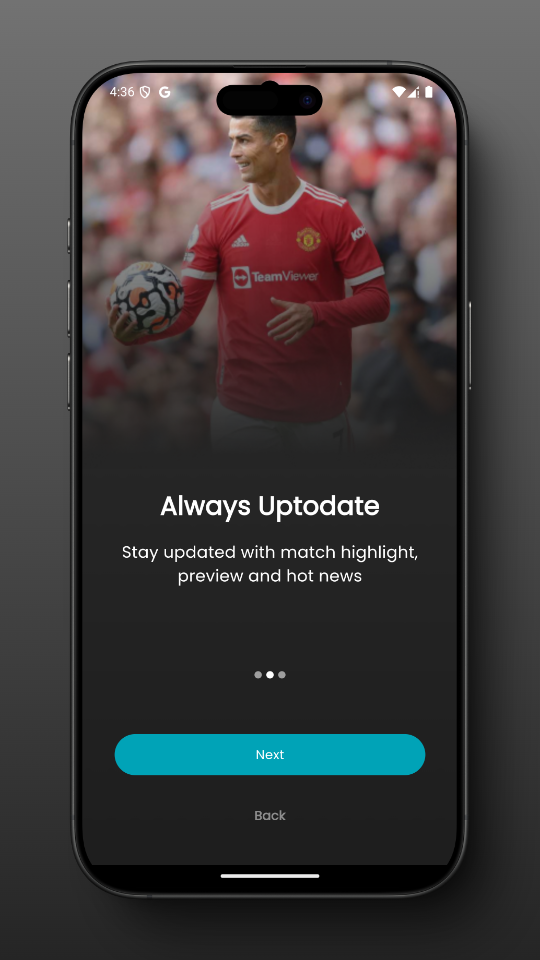 4:36
TeamViewer
Always Uptodate
Stay updated with match highlight,
preview and hot news
Next
Back